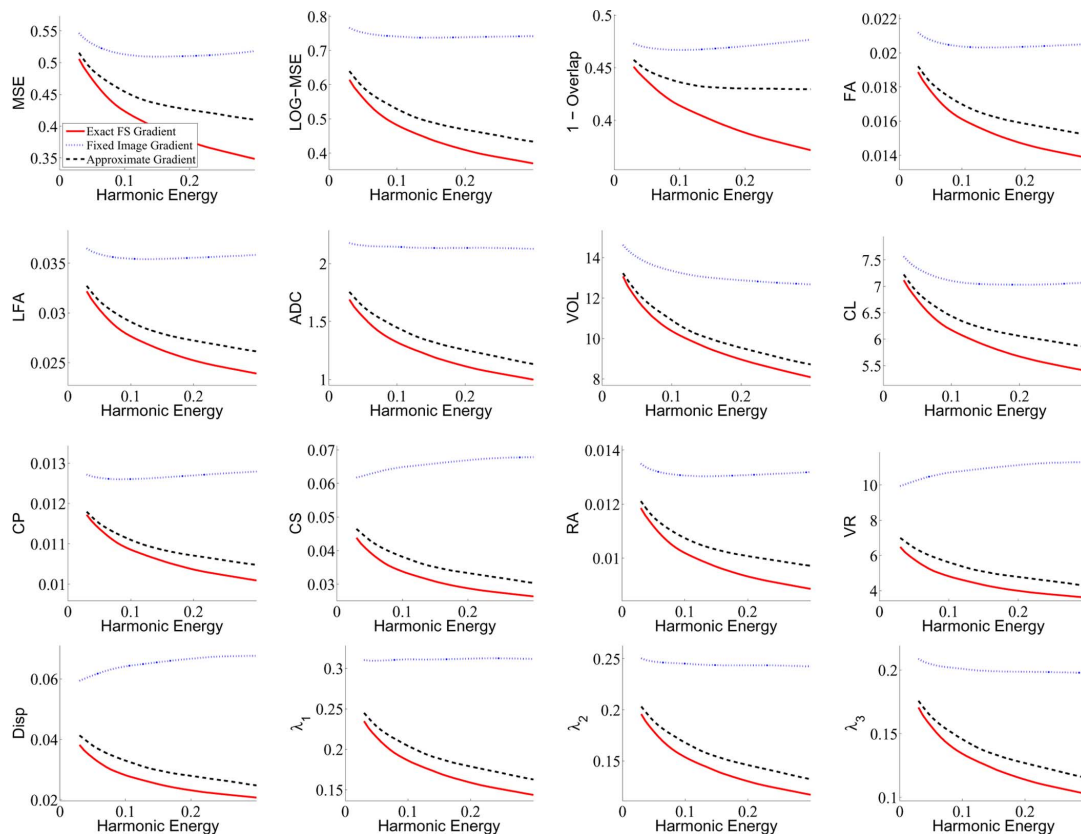 MSE
0.55
0.5
0.45
0.4
0.35
Exact FS Gradient
Fixed Image Gradient
Approximate Gradient
0 0.1 0.2
Harmonic Energy
LOG-MSE
0.8
0.7
0.6
0.5
0.4
0 0.1 0.2
Harmonic Energy
1 - Overlap
0.5
0.45
0.4
0 0.1 0.2
Harmonic Energy
FA
0.022
0.02
0.018
0.016
0.014
0 0.1 0.2
Harmonic Energy
LFA
0.035
0.03
0.025
0 0.1 0.2
Harmonic Energy
ADC
2
1.5
1
0 0.1 0.2
Harmonic Energy
VOL
14
12
10
8
0 0.1 0.2
Harmonic Energy
CL
7.5
7
6.5
6
5.5
0 0.1 0.2
Harmonic Energy
CP
0.013
0.012
0.011
0.01
0 0.1 0.2
Harmonic Energy
CS
0.07
0.06
0.05
0.04
0.03
0 0.1 0.2
Harmonic Energy
RA
0.014
0.012
0.01
0 0.1 0.2
Harmonic Energy
VR
10
8
6
4
0 0.1 0.2
Harmonic Energy
Disp
0.06
0.04
0.02
0 0.1 0.2
Harmonic Energy
λ1
0.3
0.25
0.2
0.15
0 0.1 0.2
Harmonic Energy
λ2
0.25
0.2
0.15
0 0.1 0.2
Harmonic Energy
λ3
0.2
0.15
0.1
0 0.1 0.2
Harmonic Energy